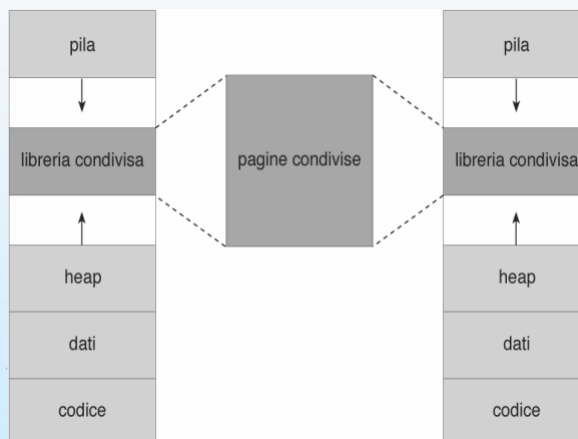 pila
libreria condivisa
heap
dati
codice
pagine condivise
pila
libreria condivisa
heap
dati
codice